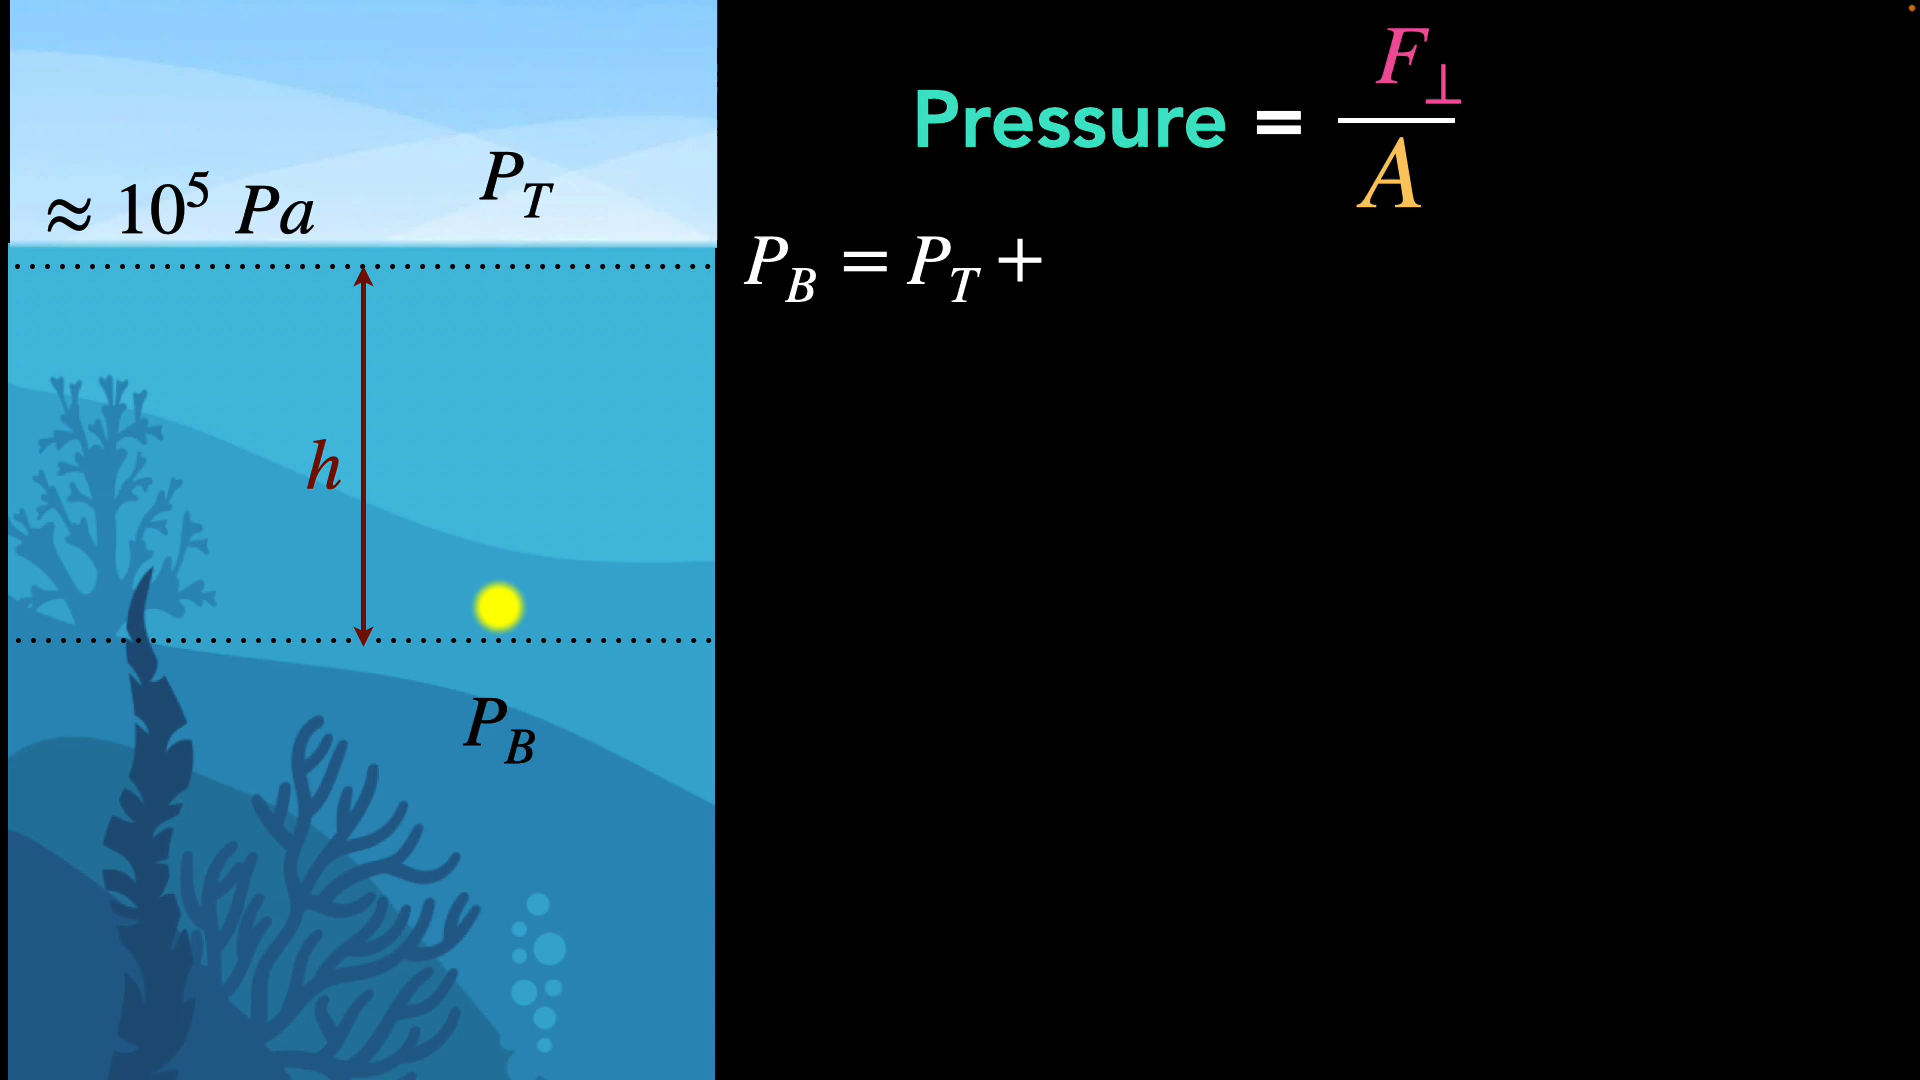 Pressure = F⊥ / A
≈ 10⁵ Pa
P_T
P_B = P_T +
h
P_B